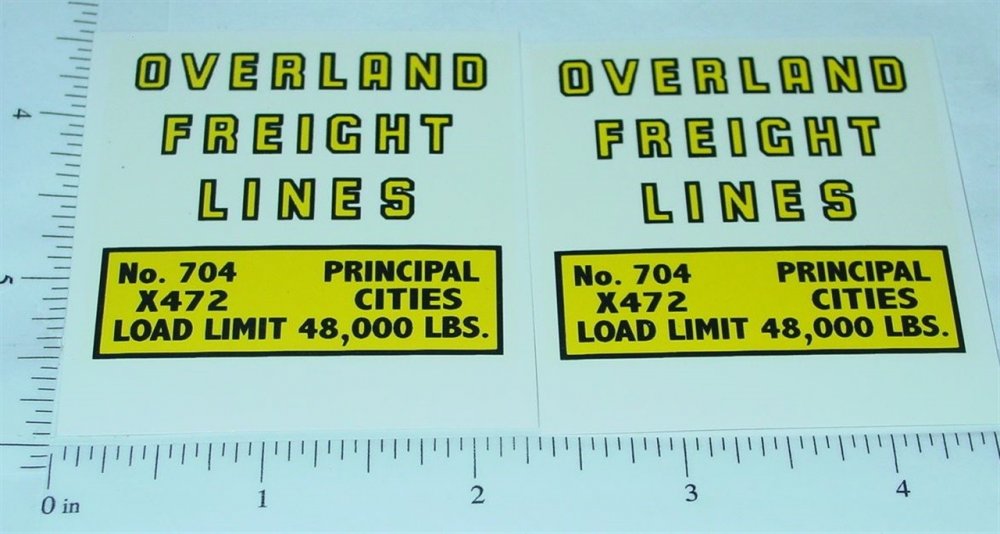 OVERLAND
FREIGHT
LINES
No. 704 PRINCIPAL
X472 CITIES
LOAD LIMIT 48,000 LBS.
OVERLAND
FREIGHT
LINES
No. 704 PRINCIPAL
X472 CITIES
LOAD LIMIT 48,000 LBS.
4
5
0 in 1 2 3 4